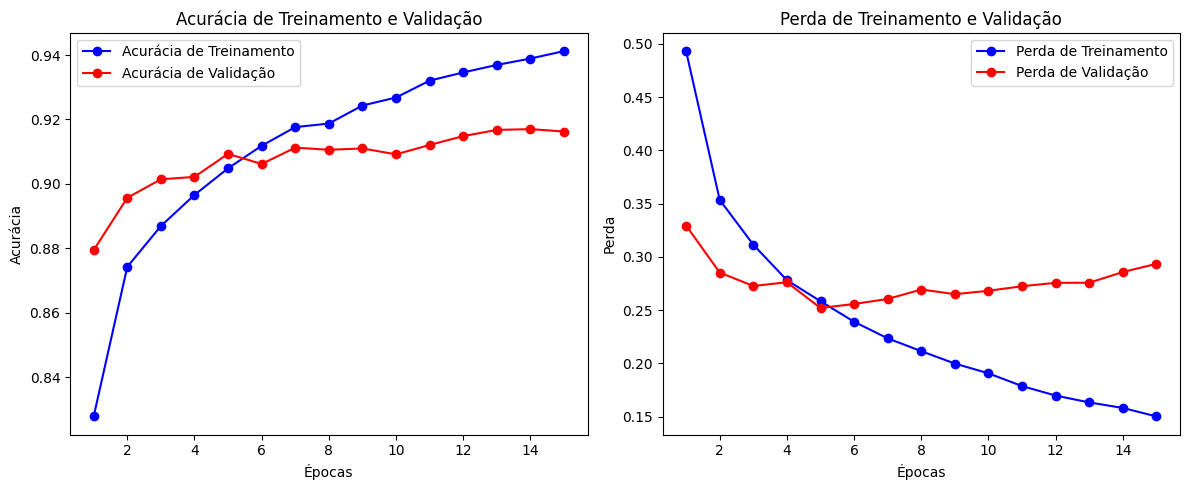 Acurácia de Treinamento e Validação
Acurácia de Treinamento
Acurácia de Validação
Acurácia
0.94
0.92
0.90
0.88
0.86
0.84
2 4 6 8 10 12 14
Épocas
Perda de Treinamento e Validação
Perda de Treinamento
Perda de Validação
Perda
0.50
0.45
0.40
0.35
0.30
0.25
0.20
0.15
2 4 6 8 10 12 14
Épocas